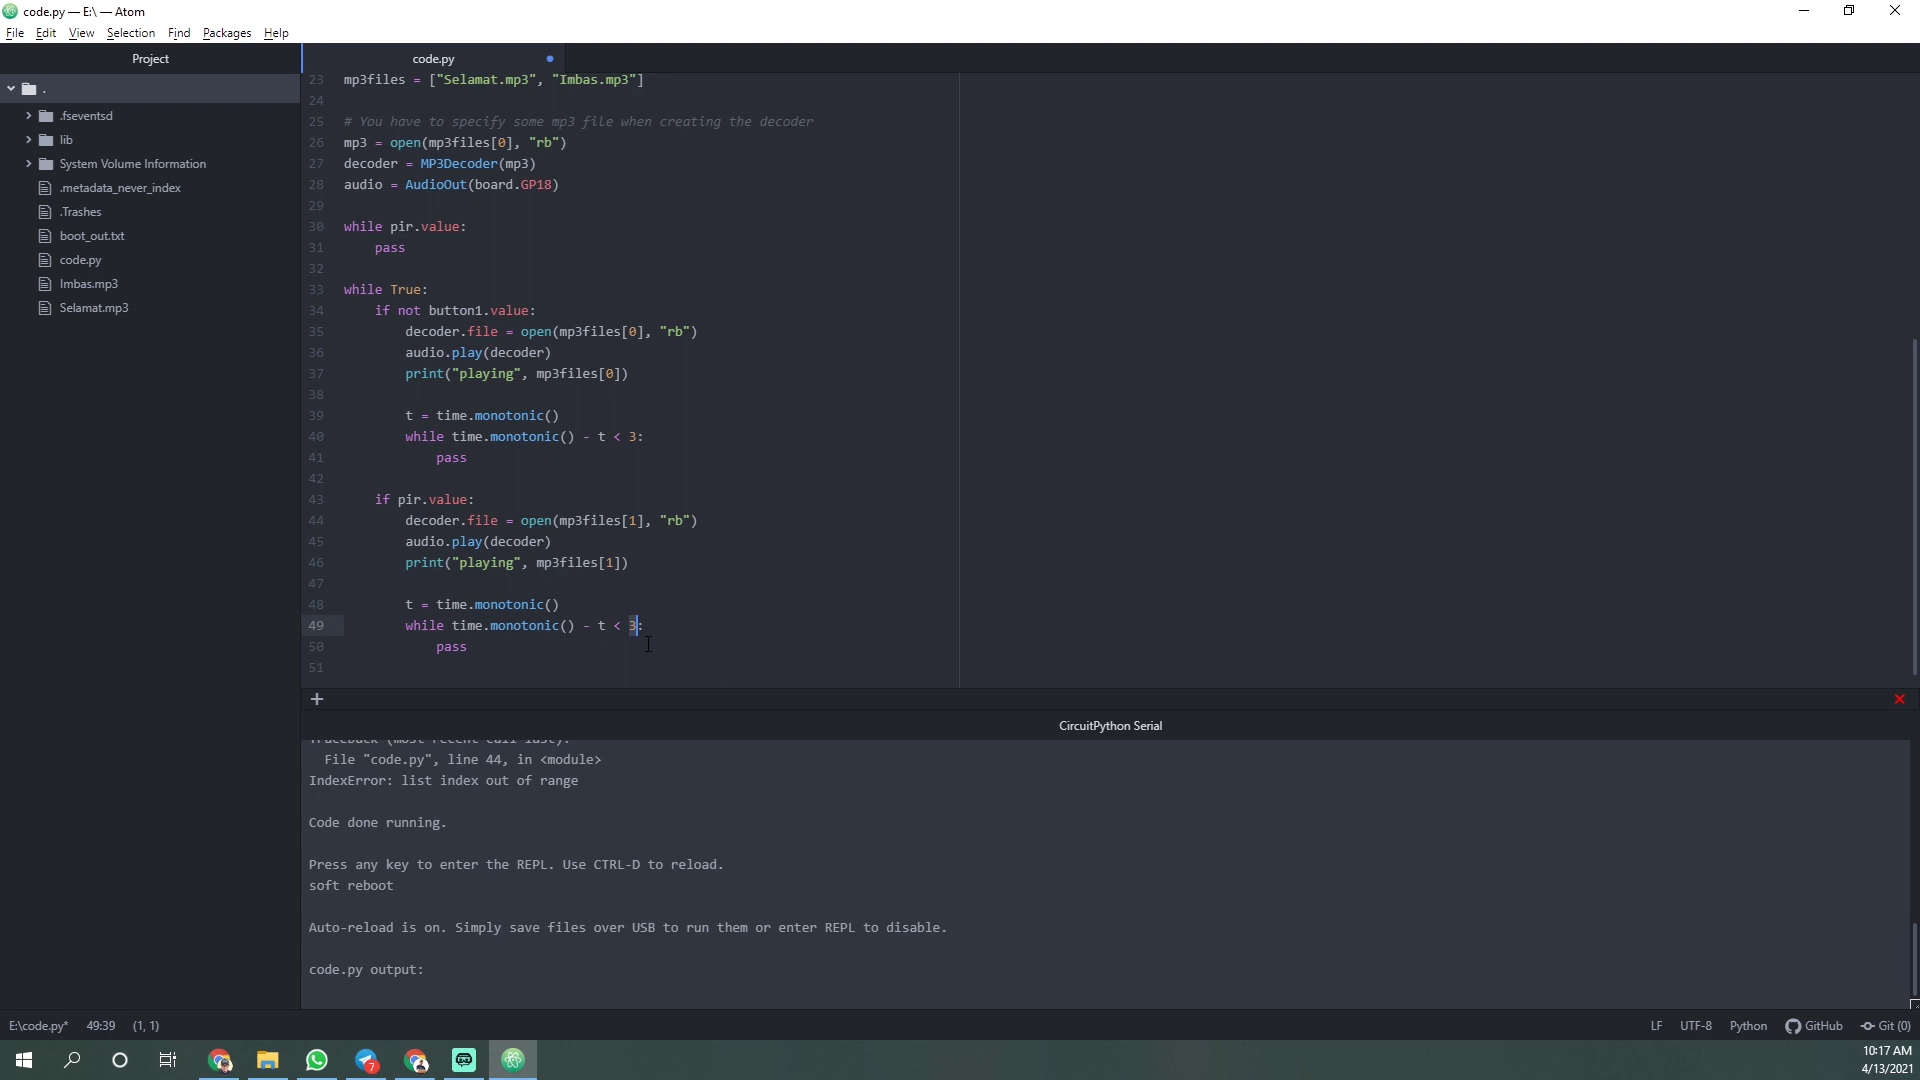 code.py — E:\ — Atom
File Edit View Selection Find Packages Help
Project
code.py
.
.fseventsd
lib
System Volume Information
.metadata_never_index
.Trashes
boot_out.txt
code.py
Imbas.mp3
Selamat.mp3
23 mp3files = ["Selamat.mp3", "Imbas.mp3"]
24
25 # You have to specify some mp3 file when creating the decoder
26 mp3 = open(mp3files[0], "rb")
27 decoder = MP3Decoder(mp3)
28 audio = AudioOut(board.GP18)
29
30 while pir.value:
31 pass
32
33 while True:
34 if not button1.value:
35 decoder.file = open(mp3files[0], "rb")
36 audio.play(decoder)
37 print("playing", mp3files[0])
38
39 t = time.monotonic()
40 while time.monotonic() - t < 3:
41 pass
42
43 if pir.value:
44 decoder.file = open(mp3files[1], "rb")
45 audio.play(decoder)
46 print("playing", mp3files[1])
47
48 t = time.monotonic()
49 while time.monotonic() - t < 3:
50 pass
51
CircuitPython Serial
Traceback (most recent call last):
File "code.py", line 44, in <module>
IndexError: list index out of range
Code done running.
Press any key to enter the REPL. Use CTRL-D to reload.
soft reboot
Auto-reload is on. Simply save files over USB to run them or enter REPL to disable.
code.py output:
E:\code.py* 49:39 (1, 1)
LF UTF-8 Python GitHub Git (0)
7
10:17 AM
4/13/2021